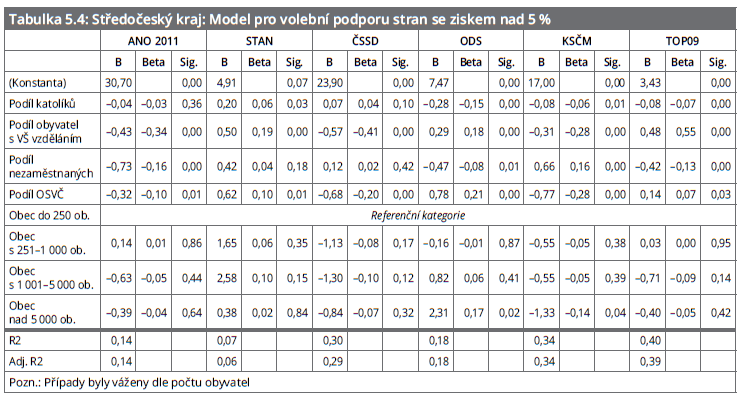 Tabulka 5.4: Středočeský kraj: Model pro volební podporu stran se ziskem nad 5 %
ANO 2011 STAN ČSSD ODS KSČM TOP09
B Beta Sig. B Beta Sig. B Beta Sig. B Beta Sig. B Beta Sig. B Beta Sig.
(Konstanta) 30,70 0,00 4,91 0,07 23,90 0,00 7,47 0,00 17,00 0,00 3,43 0,00
Podíl katolíků –0,04 –0,03 0,36 0,20 0,06 0,03 0,07 0,04 0,10 –0,28 –0,15 0,00 –0,08 –0,06 0,01 –0,08 –0,07 0,00
Podíl obyvatel
s VŠ vzděláním –0,43 –0,34 0,00 0,50 0,19 0,00 –0,57 –0,41 0,00 0,29 0,18 0,00 –0,31 –0,28 0,00 0,48 0,55 0,00
Podíl
nezaměstnaných –0,73 –0,16 0,00 0,42 0,04 0,18 0,12 0,02 0,42 –0,47 –0,08 0,01 0,66 0,16 0,00 –0,42 –0,13 0,00
Podíl OSVČ –0,32 –0,10 0,01 0,62 0,10 0,01 –0,68 –0,20 0,00 0,78 0,21 0,00 –0,77 –0,28 0,00 0,14 0,07 0,03
Obec do 250 ob. Referenční kategorie
Obec
s 251–1 000 ob. 0,14 0,01 0,86 1,65 0,06 0,35 –1,13 –0,08 0,17 –0,16 –0,01 0,87 –0,55 –0,05 0,38 0,03 0,00 0,95
Obec
s 1 001–5 000 ob. –0,63 –0,05 0,44 2,58 0,10 0,15 –1,30 –0,10 0,12 0,82 0,06 0,41 –0,55 –0,05 0,39 –0,71 –0,09 0,14
Obec
nad 5 000 ob. –0,39 –0,04 0,64 0,38 0,02 0,84 –0,84 –0,07 0,32 2,31 0,17 0,02 –1,33 –0,14 0,04 –0,40 –0,05 0,42
R2 0,14 0,07 0,30 0,18 0,34 0,40
Adj. R2 0,14 0,06 0,29 0,18 0,34 0,39
Pozn.: Případy byly váženy dle počtu obyvatel